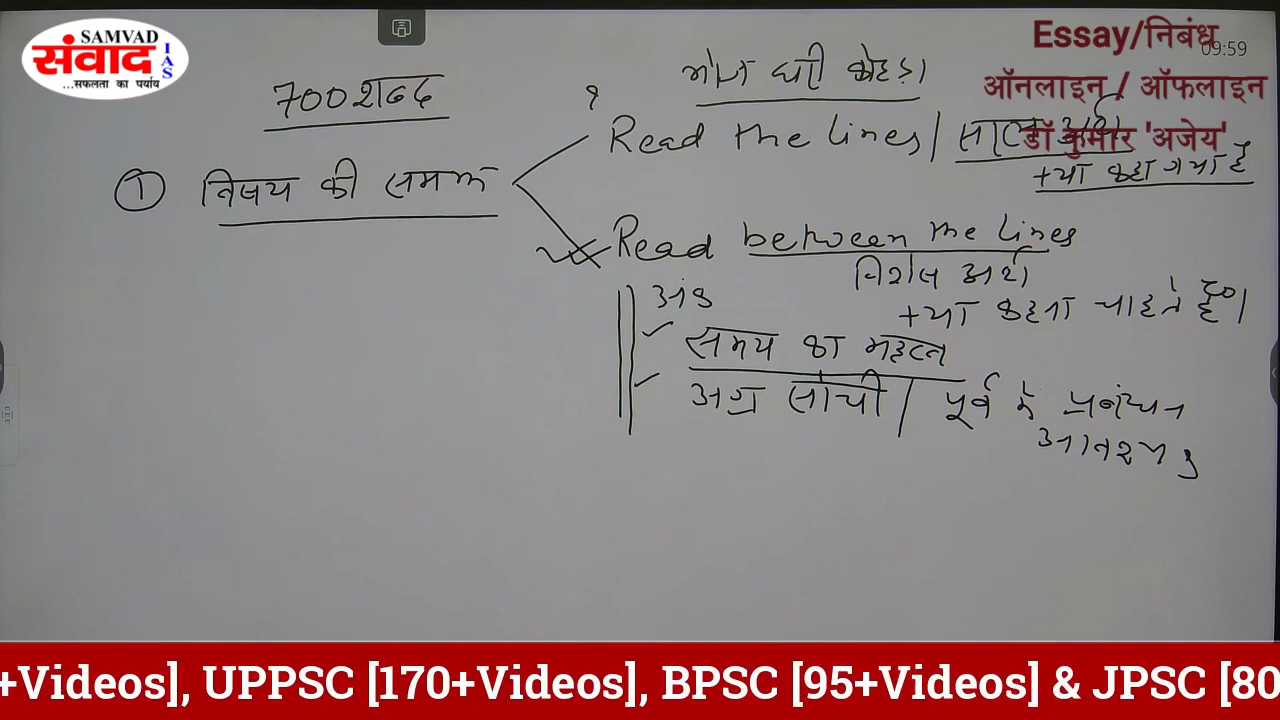 SAMVAD
संवाद
IAS
...सफलता का पर्याय
Essay/निबंध
09:59
ऑनलाइन / ऑफलाइन
डॉ कुमार 'अजेय'
700 शब्द
① विषय की समझ
Read the lines |
क्या कहा गया है
Read between the lines
विशेष अर्थ
क्या कहना चाहते हैं।
अंक
समय का महत्व
अग्र सोची / पूर्व में प्रबंधन
आवश्यक
+Videos], UPPSC [170+Videos], BPSC [95+Videos] & JPSC [80